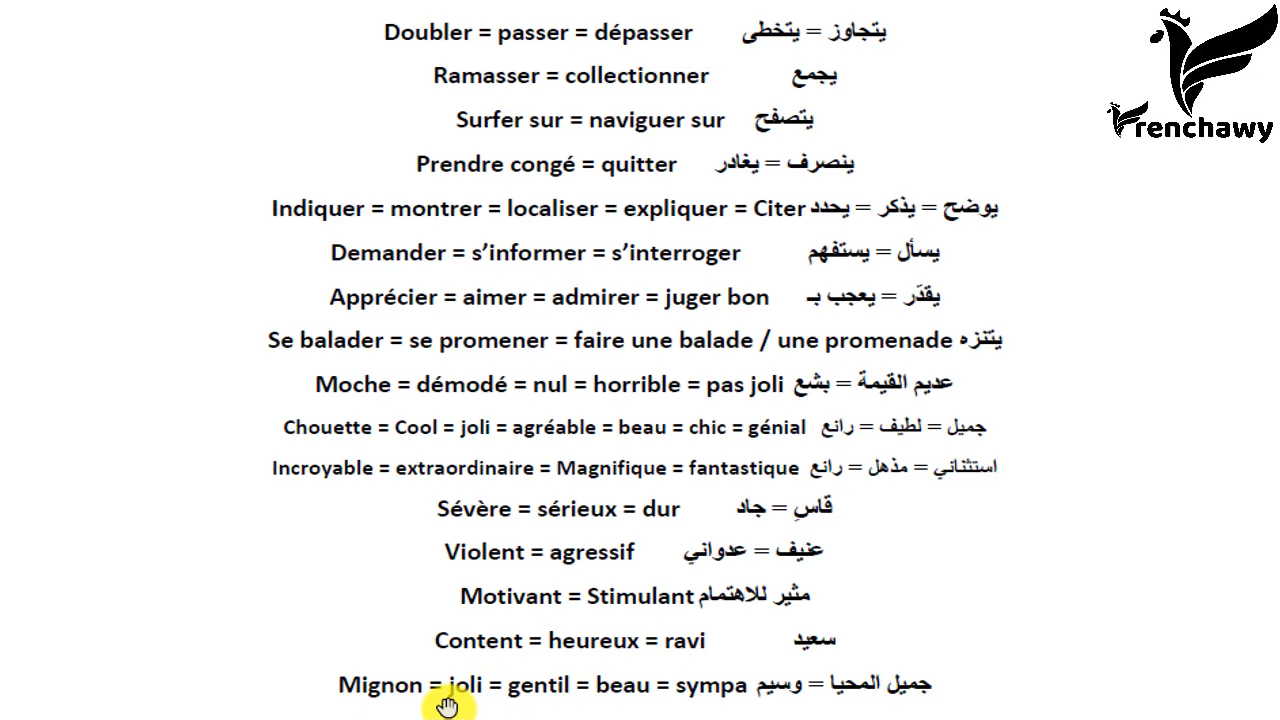 Doubler = passer = dépasser يتجاوز = يتخطى
Ramasser = collectionner يجمع
Surfer sur = naviguer sur يتصفح
Prendre congé = quitter ينصرف = يغادر
Indiquer = montrer = localiser = expliquer = Citer يوضح = يذكر = يحدد
Demander = s’informer = s’interroger يسأل = يستفهم
Apprécier = aimer = admirer = juger bon يقدّر = يعجب بـ
Se balader = se promener = faire une balade / une promenade يتنزه
Moche = démodé = nul = horrible = pas joli عديم القيمة = بشع
Chouette = Cool = joli = agréable = beau = chic = génial جميل = لطيف = رائع
Incroyable = extraordinaire = Magnifique = fantastique استثنائي = مذهل = رائع
Sévère = sérieux = dur قاسِ = جاد
Violent = agressif عنيف = عدواني
Motivant = Stimulant مثير للاهتمام
Content = heureux = ravi سعيد
Mignon = joli = gentil = beau = sympa جميل المحيا = وسيم
Frenchawy